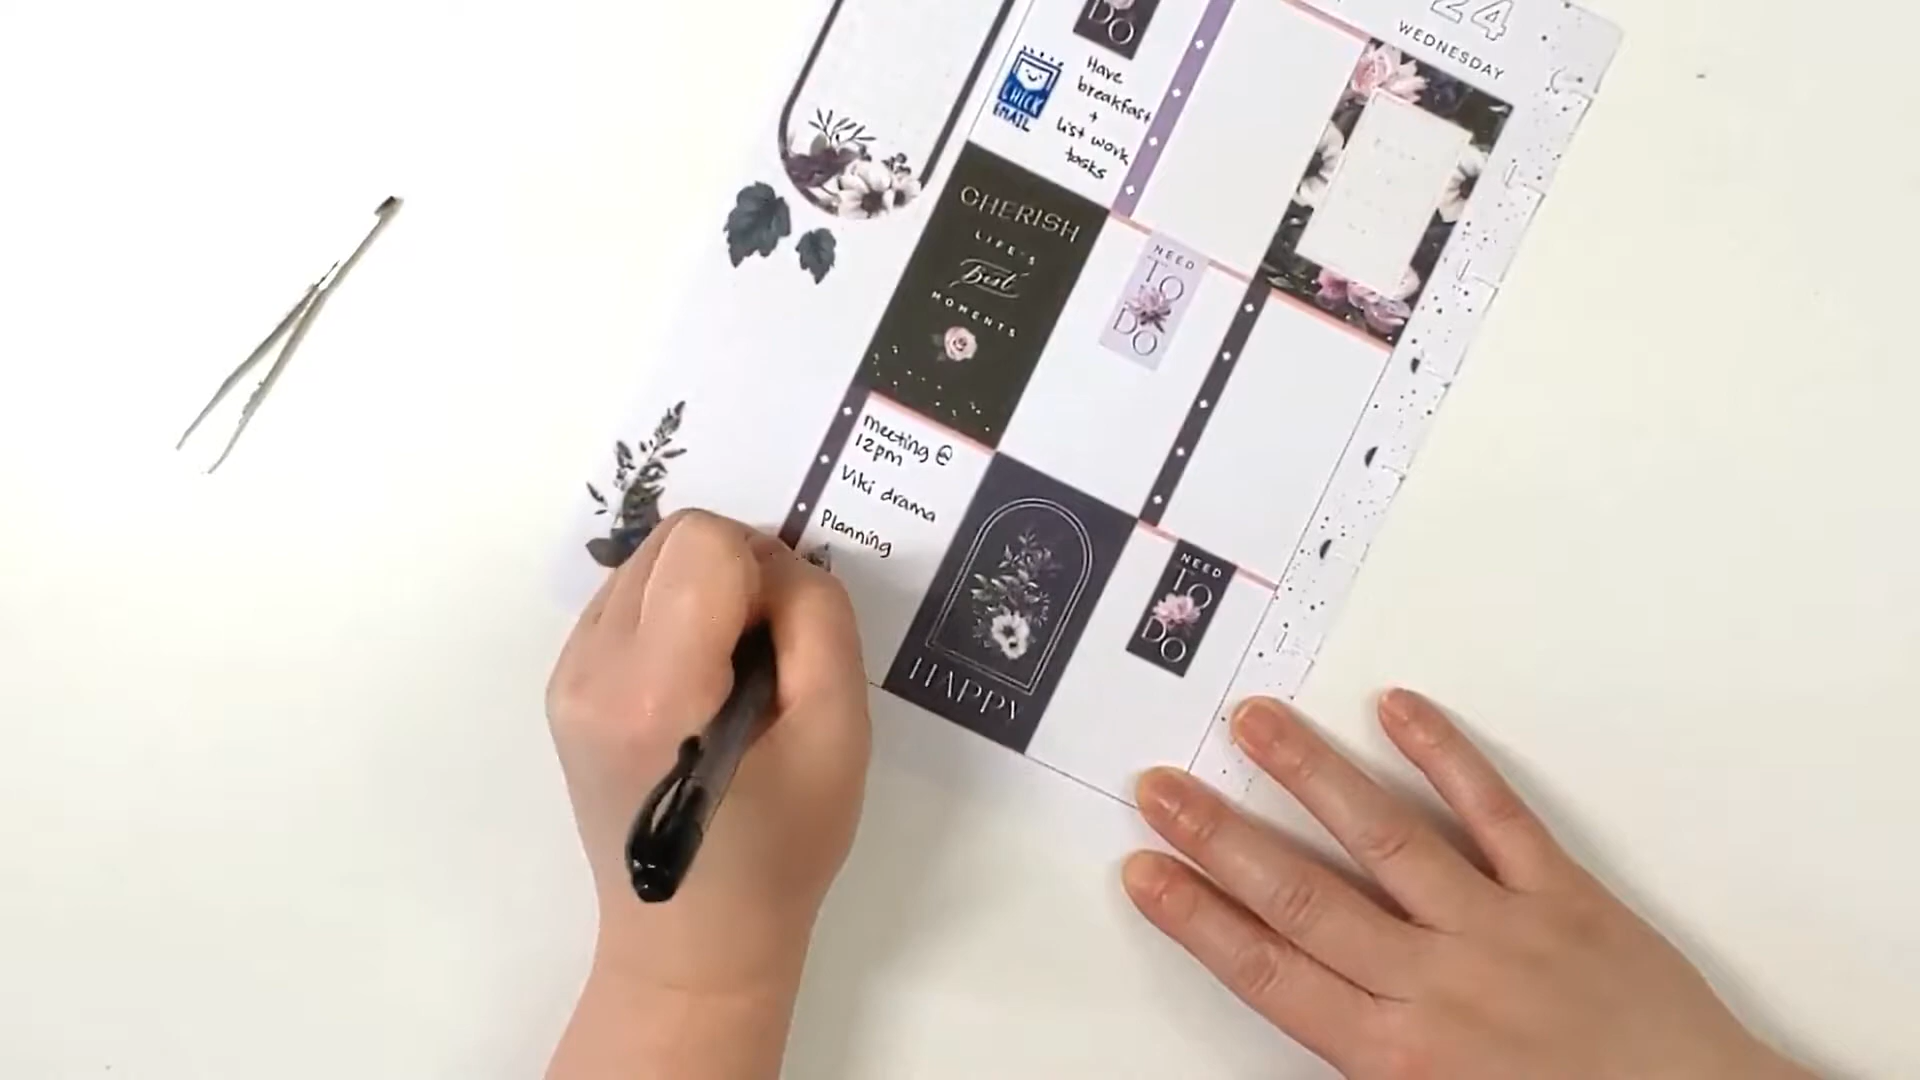 24
WEDNESDAY
DO
CHECK
EMAIL
Have
breakfast
+
list work
tasks
CHERISH
LIFE'S
Best
MOMENTS
NEED
TO
DO
meeting @
12pm
Viki drama
Planning
HAPPY
NEED
TO
DO